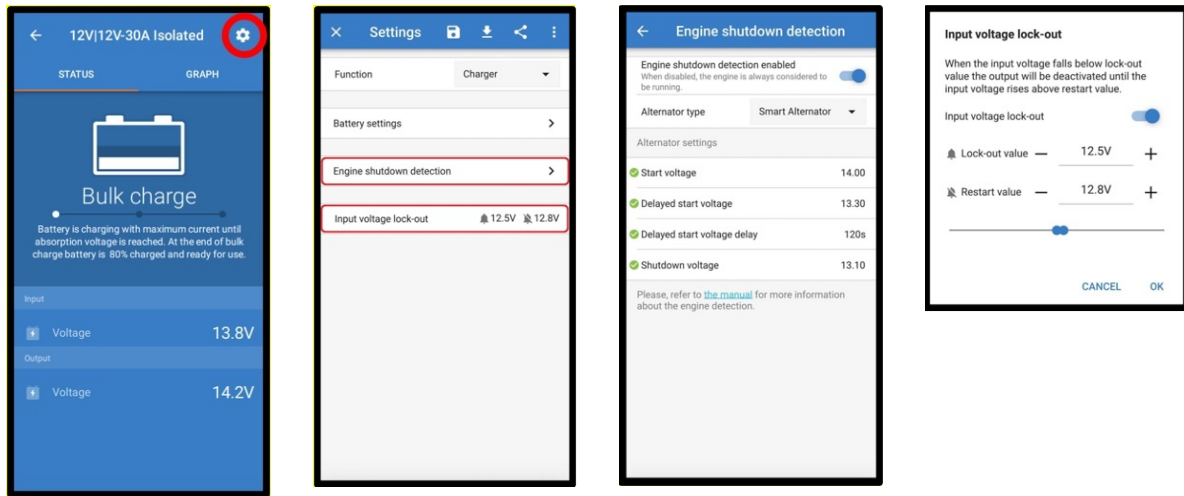 12V|12V-30A Isolated
STATUS GRAPH
Bulk charge
Battery is charging with maximum current until
absorption voltage is reached. At the end of bulk
charge battery is 80% charged and ready for use.
Input
Voltage 13.8V
Output
Voltage 14.2V
Settings
Function Charger
Battery settings
Engine shutdown detection
Input voltage lock-out 12.5V 12.8V
Engine shutdown detection
Engine shutdown detection enabled
When disabled, the engine is always considered to
be running.
Alternator type Smart Alternator
Alternator settings
Start voltage 14.00
Delayed start voltage 13.30
Delayed start voltage delay 120s
Shutdown voltage 13.10
Please, refer to the manual for more information
about the engine detection.
Input voltage lock-out
When the input voltage falls below lock-out
value the output will be deactivated until the
input voltage rises above restart value.
Input voltage lock-out
Lock-out value — 12.5V +
Restart value — 12.8V +
CANCEL OK